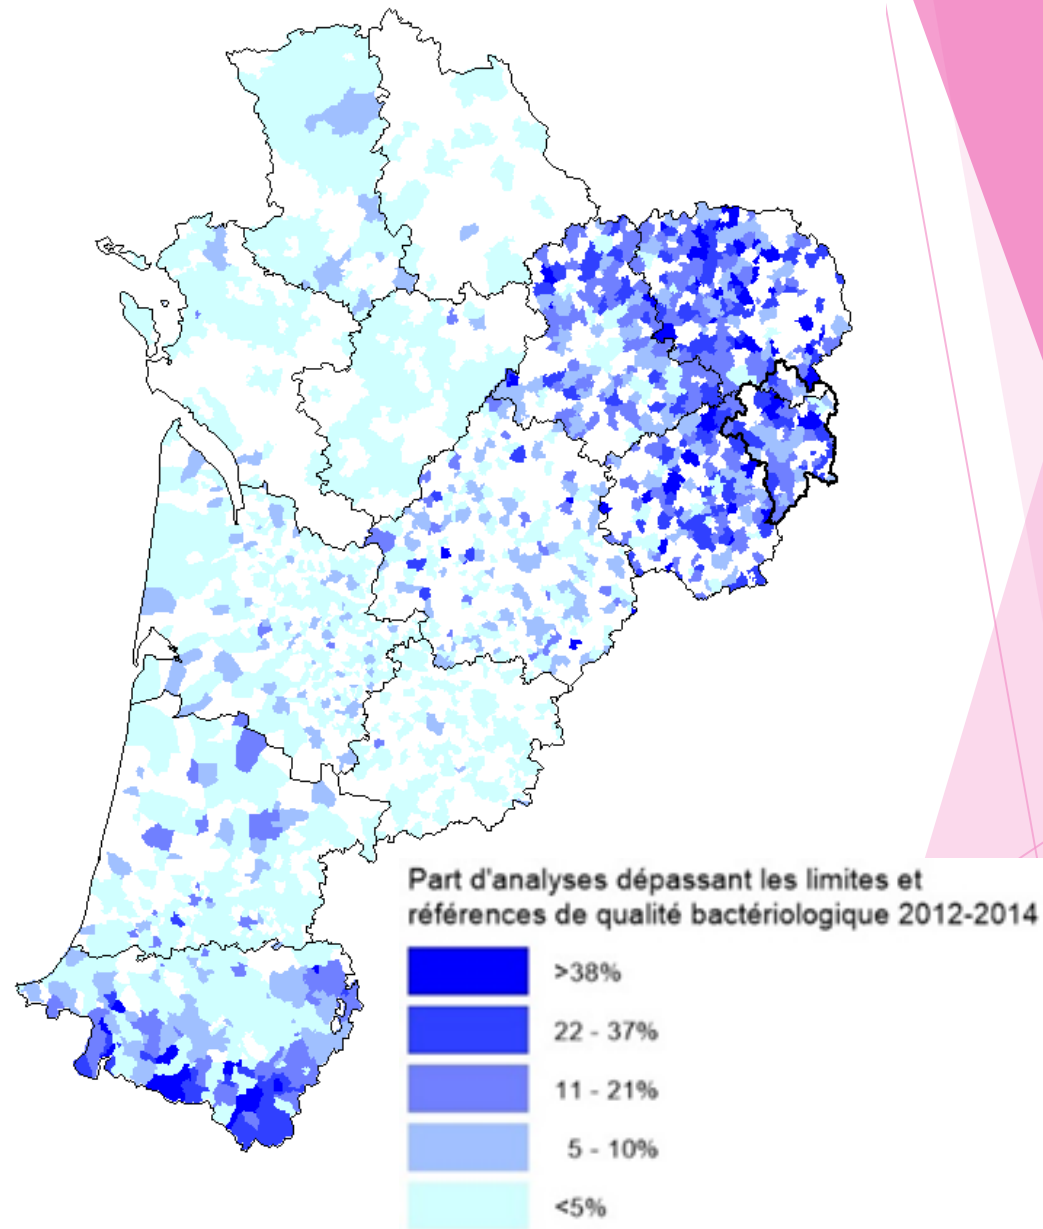 Part d'analyses dépassant les limites et
références de qualité bactériologique 2012-2014
>38%
22 - 37%
11 - 21%
5 - 10%
<5%